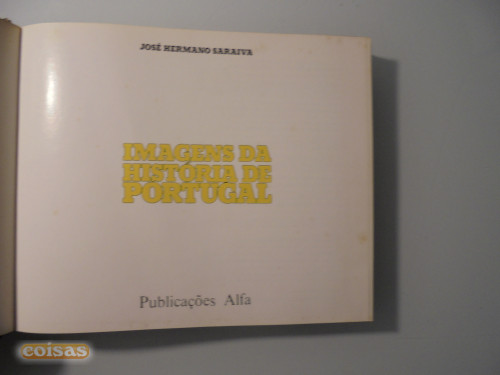 JOSÉ HERMANO SARAIVA
IMAGENS DA
HISTÓRIA DE
PORTUGAL
Publicações Alfa
coisas